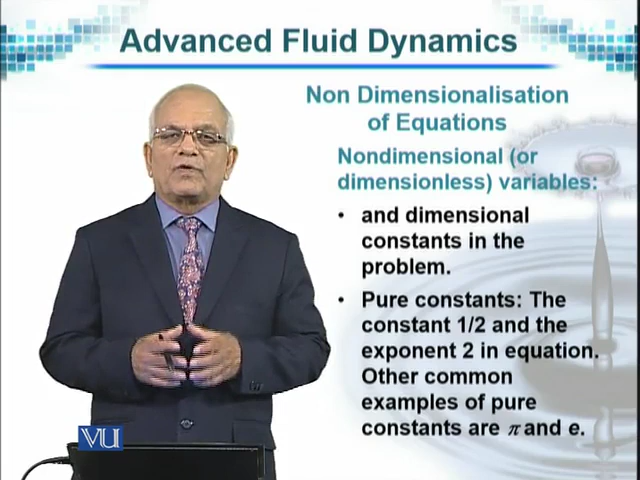 Advanced Fluid Dynamics
Non Dimensionalisation
of Equations
Nondimensional (or
dimensionless) variables:
• and dimensional
constants in the
problem.
• Pure constants: The
constant 1/2 and the
exponent 2 in equation.
Other common
examples of pure
constants are π and e.
VU